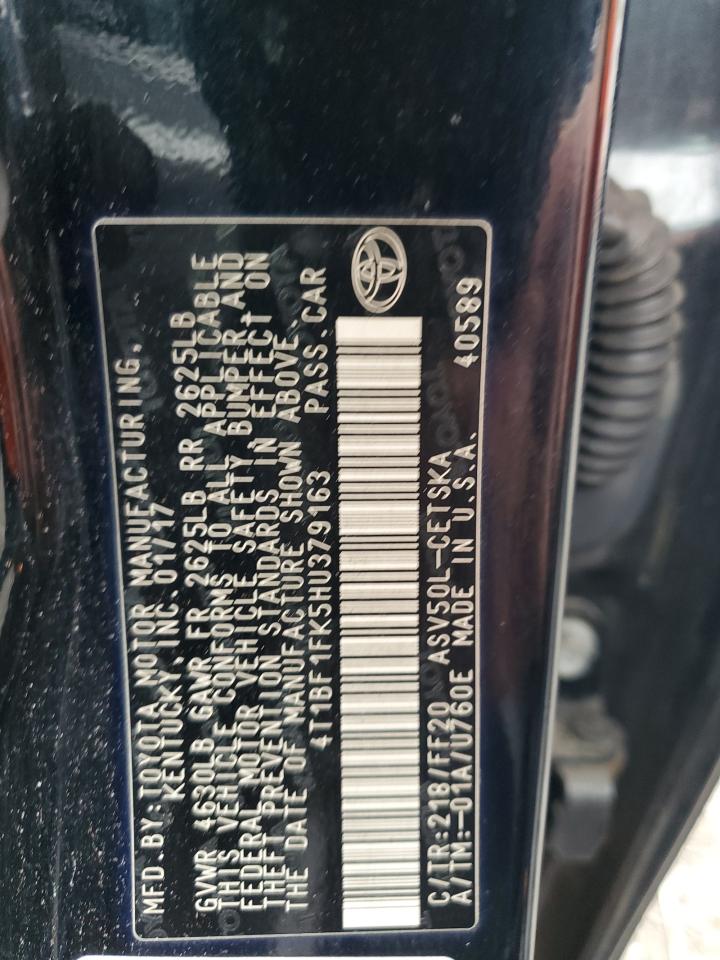 MFD.BY:TOYOTA MOTOR MANUFACTURING,
KENTUCKY, INC.01/17
GVWR 4630LB GAWR FR 2625LB RR 2625LB
THIS VEHICLE CONFORMS TO ALL APPLICABLE
FEDERAL MOTOR VEHICLE SAFETY, BUMPER AND
THEFT PREVENTION STANDARDS IN EFFECT ON
THE DATE OF MANUFACTURE SHOWN ABOVE.
4T1BF1FK5HU379163 PASS.CAR
C/TR:218/FF20 ASV50L-CETSKA
A/TM:-01A/U760E MADE IN U.S.A. 40589